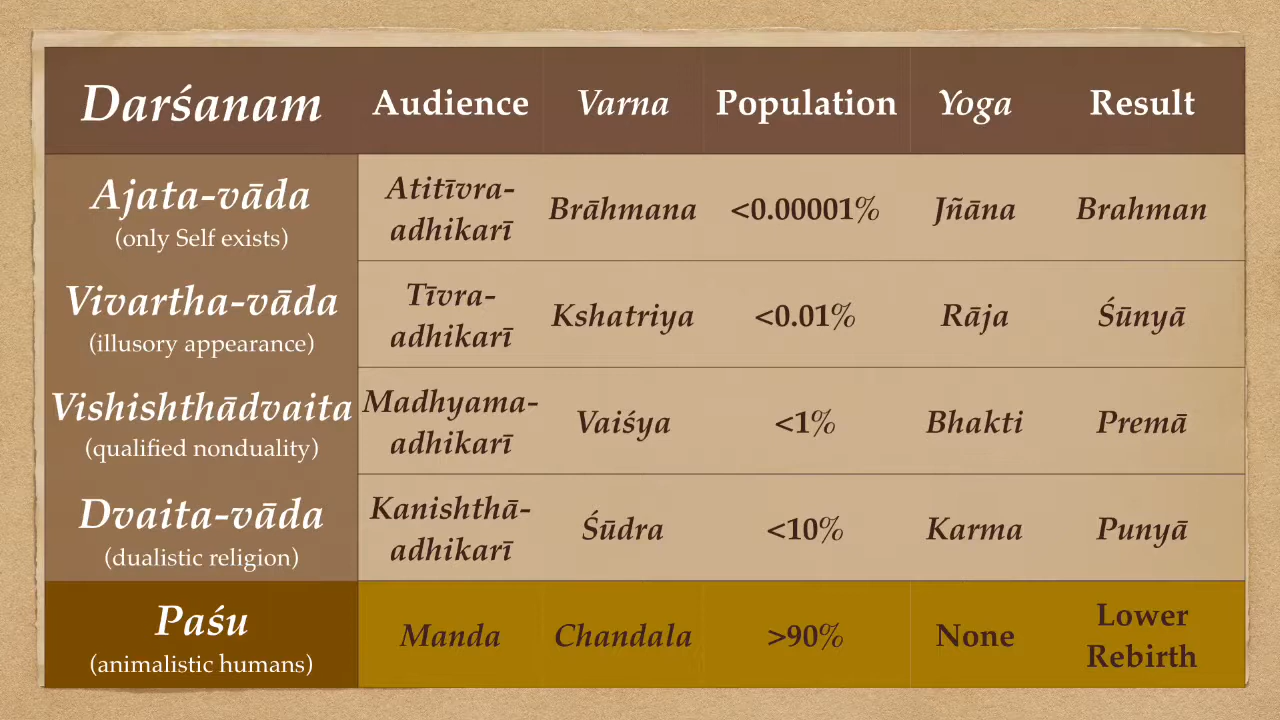 Darśanam Audience Varna Population Yoga Result
Ajata-vāda
(only Self exists)
Atitīvra-
adhikarī
Brāhmana <0.00001% Jñāna Brahman
Vivartha-vāda
(illusory appearance)
Tīvra-
adhikarī
Kshatriya <0.01% Rāja Śūnyā
Vishishthādvaita
(qualified nonduality)
Madhyama-
adhikarī
Vaiśya <1% Bhakti Premā
Dvaita-vāda
(dualistic religion)
Kanishthā-
adhikarī
Śūdra <10% Karma Punyā
Paśu
(animalistic humans)
Manda Chandala >90% None
Lower
Rebirth